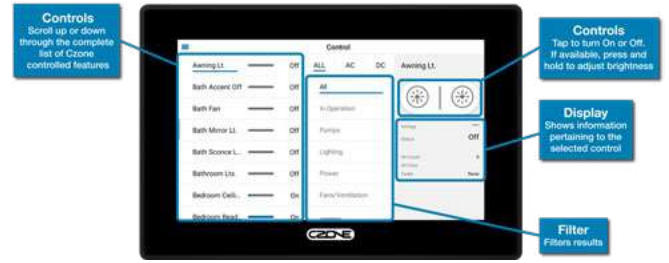 Controls
Scroll up or down
through the complete
list of Czone
controlled features
Control
Awning Lt.
Off
Bath Accent Off
Off
Bath Fan
Off
Bath Mirror Lt.
Off
Bath Sconce L...
Off
Bathroom Lts.
Off
Bedroom Ceili...
On
Bedroom Read...
On
ALL
AC
DC
All
In Operation
Pumps
Lighting
Power
Fans/Ventilation
Awning Lt.
Off
CZONE
Controls
Tap to turn On or Off.
If available, press and
hold to adjust brightness
Display
Shows information
pertaining to the
selected control
Filter
Filters results